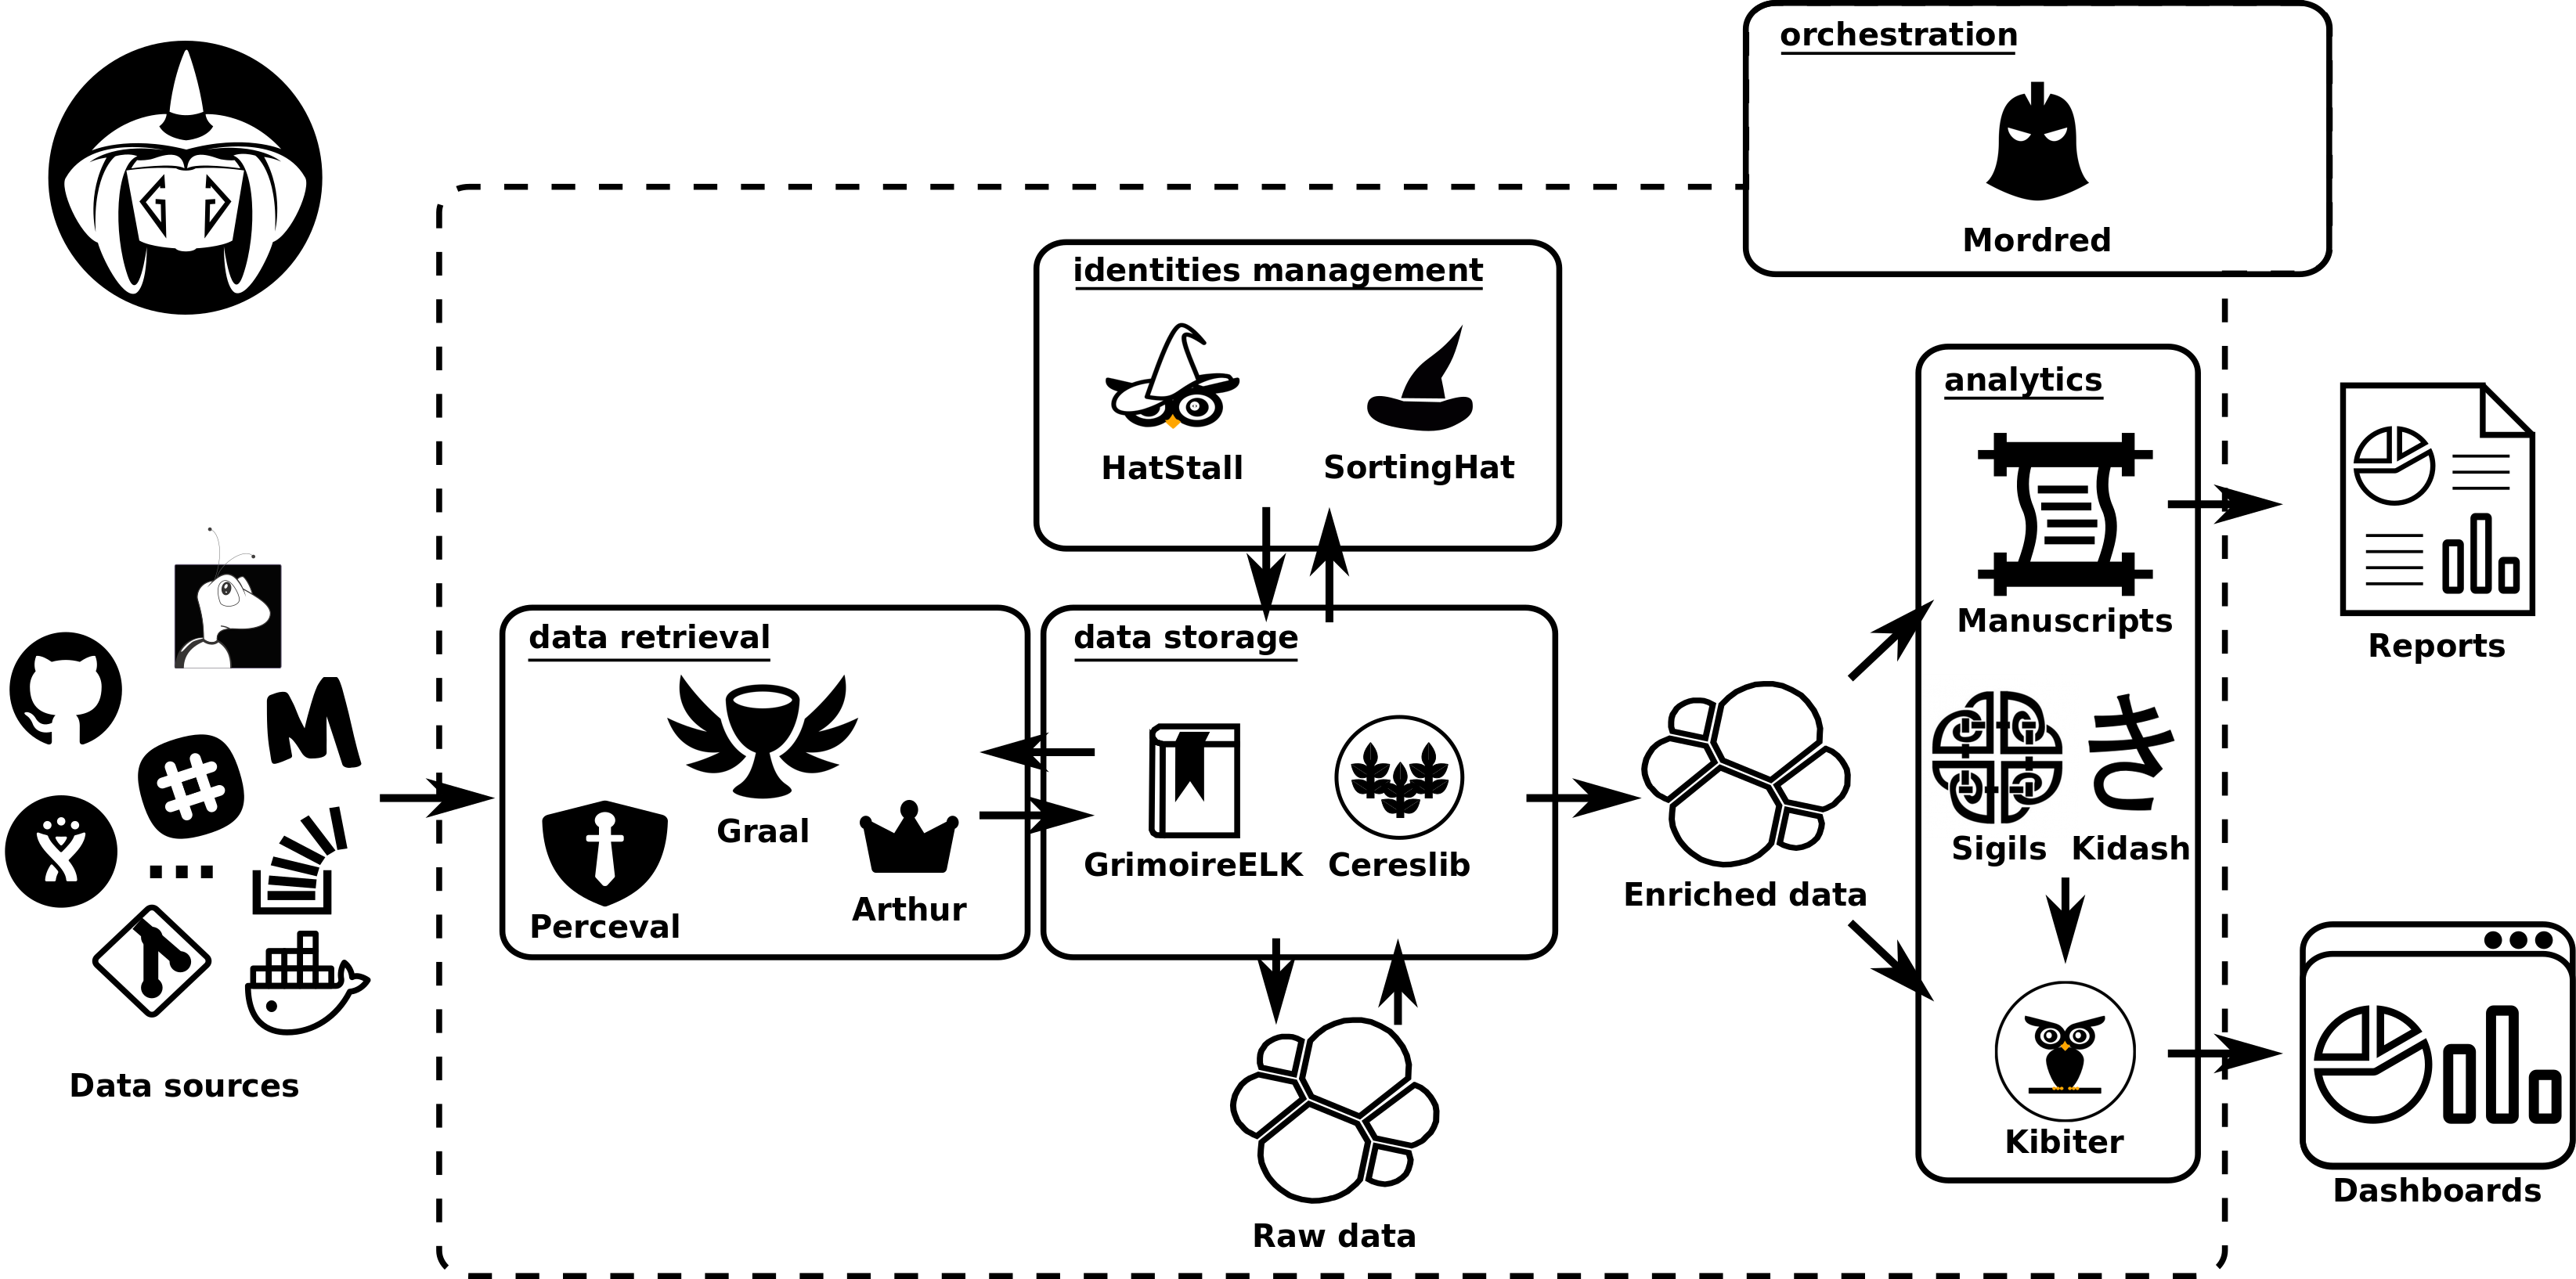 orchestration
Mordred
identities management
HatStall
SortingHat
analytics
Manuscripts
Reports
data retrieval
Graal
Perceval
Arthur
data storage
GrimoireELK
Cereslib
Enriched data
き
Sigils
Kidash
Kibiter
Dashboards
M
...
Data sources
Raw data